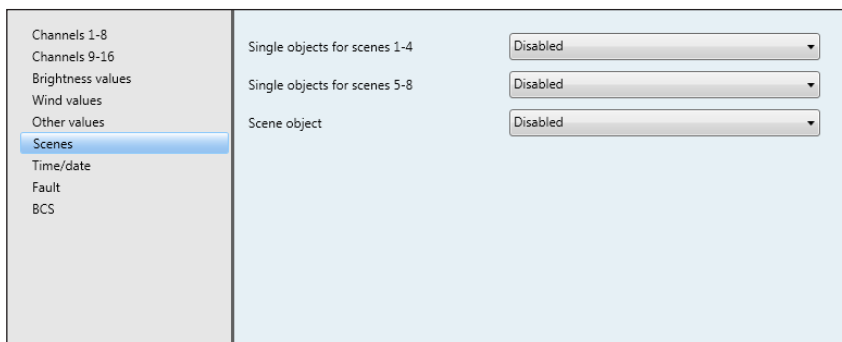 Channels 1-8
Channels 9-16
Brightness values
Wind values
Other values
Scenes
Time/date
Fault
BCS
Single objects for scenes 1-4 Disabled
Single objects for scenes 5-8 Disabled
Scene object Disabled